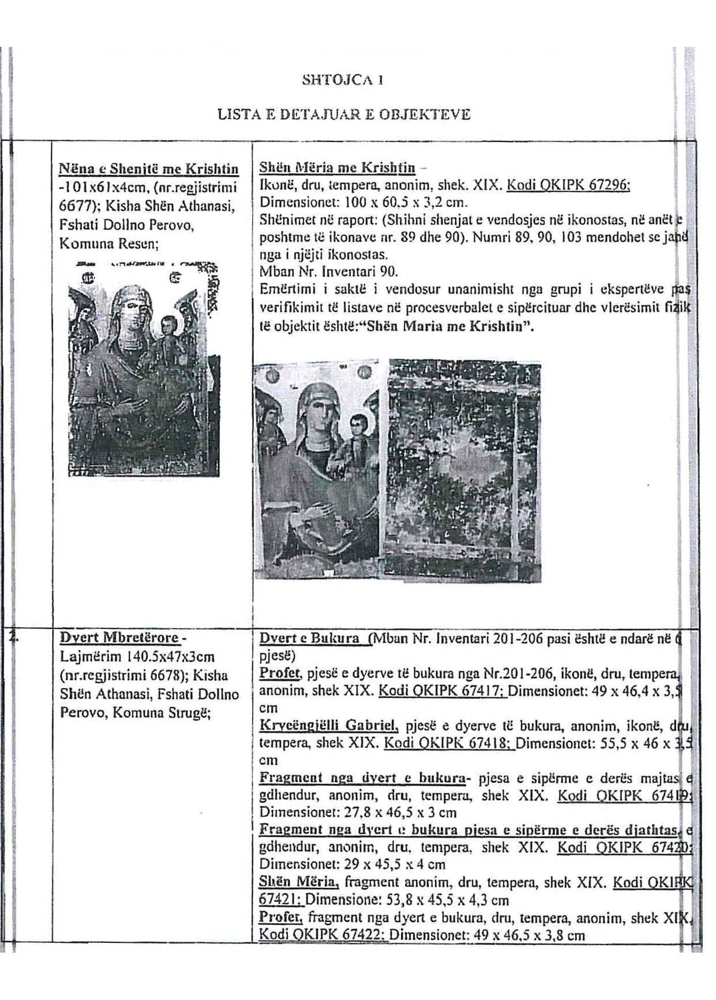 SHTOJCA 1
LISTA E DETAJUAR E OBJEKTEVE
Nëna e Shenjtë me Krishtin
-101x61x4cm, (nr.regjistrimi
6677); Kisha Shën Athanasi,
Fshati Dollno Perovo,
Komuna Resen;
Shën Mëria me Krishtin –
Ikonë, dru, tempera, anonim, shek. XIX. Kodi QKIPK 67296;
Dimensionet: 100 x 60,5 x 3,2 cm.
Shënimet në raport: (Shihni shenjat e vendosjes në ikonostas, në anët e
poshtme të ikonave nr. 89 dhe 90). Numri 89, 90, 103 mendohet se janë
nga i njëjti ikonostas.
Mban Nr. Inventari 90.
Emërtimi i saktë i vendosur unanimisht nga grupi i ekspertëve pas
verifikimit të listave në procesverbalet e sipërcituar dhe vlerësimit fizik
të objektit është:“Shën Maria me Krishtin”.
2.
Dyert Mbretërore -
Lajmërim 140.5x47x3cm
(nr.regjistrimi 6678); Kisha
Shën Athanasi, Fshati Dollno
Perovo, Komuna Strugë;
Dyert e Bukura (Mban Nr. Inventari 201-206 pasi është e ndarë në 6
pjesë)
Profet, pjesë e dyerve të bukura nga Nr.201-206, ikonë, dru, tempera,
anonim, shek XIX. Kodi QKIPK 67417; Dimensionet: 49 x 46,4 x 3,5
cm
Kryeëngjëlli Gabriel, pjesë e dyerve të bukura, anonim, ikonë, dru,
tempera, shek XIX. Kodi QKIPK 67418; Dimensionet: 55,5 x 46 x 3,5
cm
Fragment nga dyert e bukura- pjesa e sipërme e derës majtas e
gdhendur, anonim, dru, tempera, shek XIX. Kodi QKIPK 67419;
Dimensionet: 27,8 x 46,5 x 3 cm
Fragment nga dyert e bukura pjesa e sipërme e derës djathtas, e
gdhendur, anonim, dru, tempera, shek XIX. Kodi QKIPK 67420;
Dimensionet: 29 x 45,5 x 4 cm
Shën Mëria, fragment anonim, dru, tempera, shek XIX. Kodi QKIPK
67421; Dimensione: 53,8 x 45,5 x 4,3 cm
Profet, fragment nga dyert e bukura, dru, tempera, anonim, shek XIX.
Kodi QKIPK 67422; Dimensionet: 49 x 46,5 x 3,8 cm